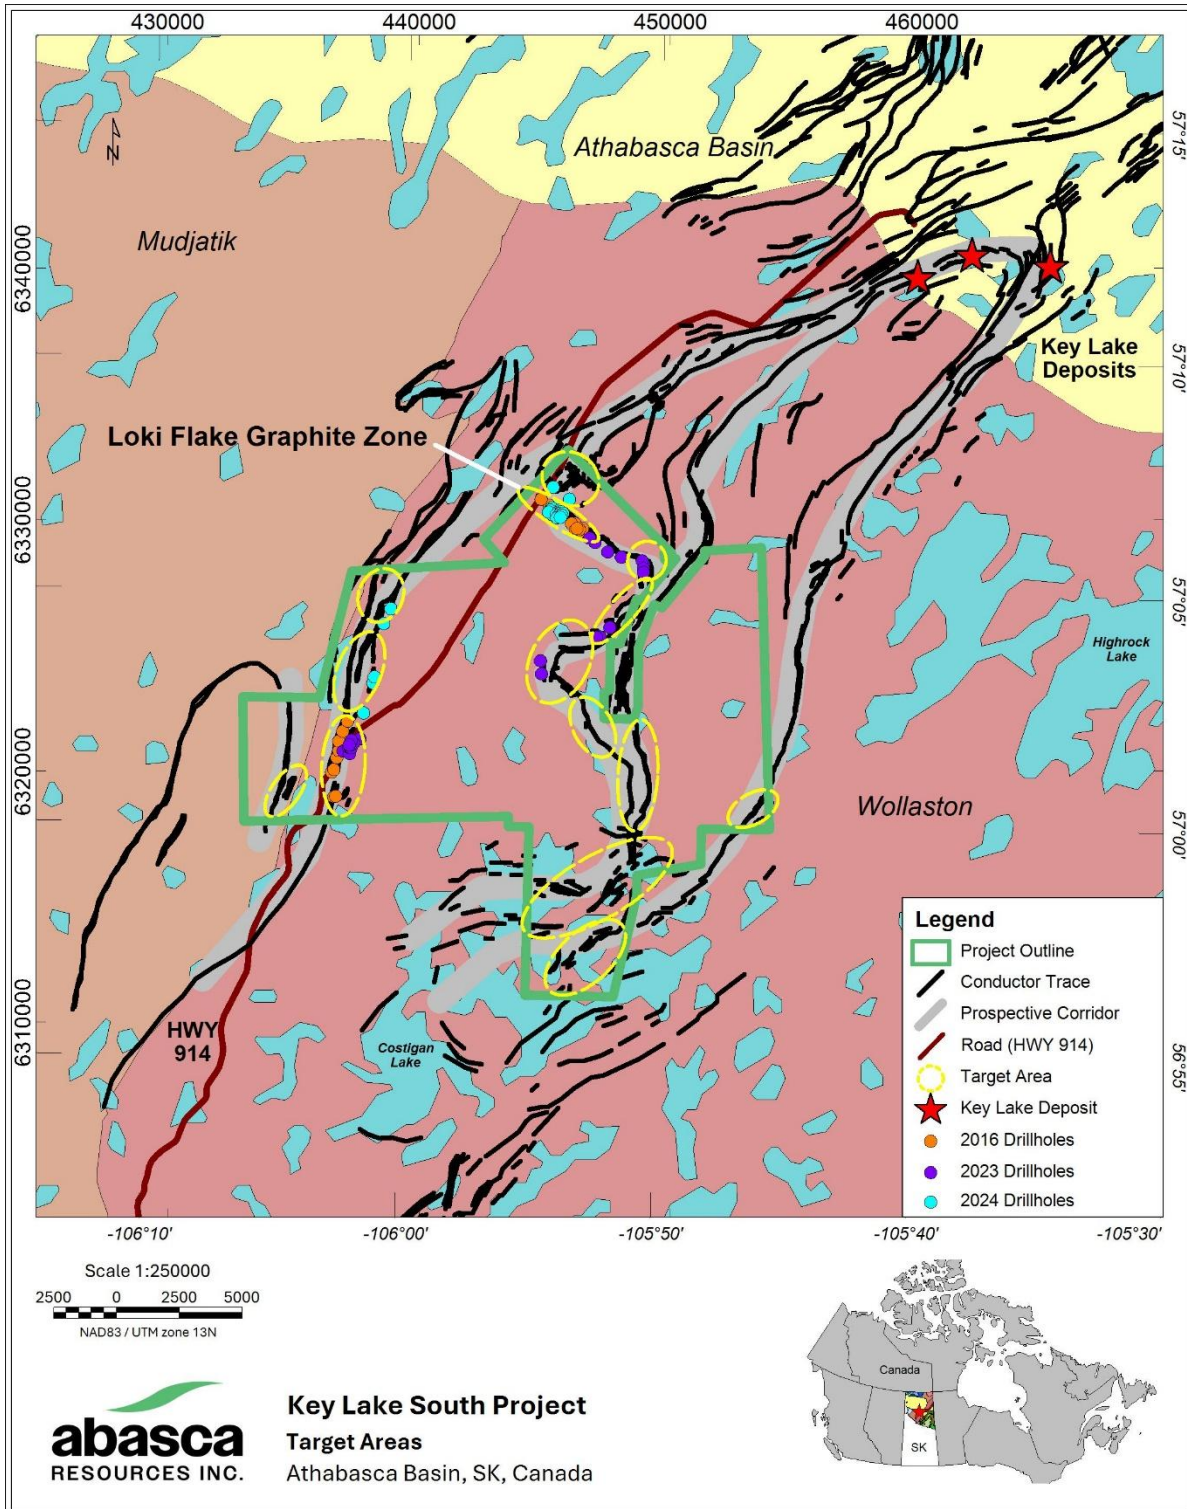 430000 440000 450000 460000
57°15'
Athabasca Basin
N
Mudjatik
6340000
Key Lake
Deposits
57°10'
Loki Flake Graphite Zone
6330000
57°05'
Highrock
Lake
6320000
Wollaston
57°00'
HWY
914
6310000
Costigan
Lake
56°55'
Legend
Project Outline
Conductor Trace
Prospective Corridor
Road (HWY 914)
Target Area
Key Lake Deposit
2016 Drillholes
2023 Drillholes
2024 Drillholes
-106°10' -106°00' -105°50' -105°40' -105°30'
Scale 1:250000
2500 0 2500 5000
NAD83 / UTM zone 13N
Canada
SK
abasca
RESOURCES INC.
Key Lake South Project
Target Areas
Athabasca Basin, SK, Canada